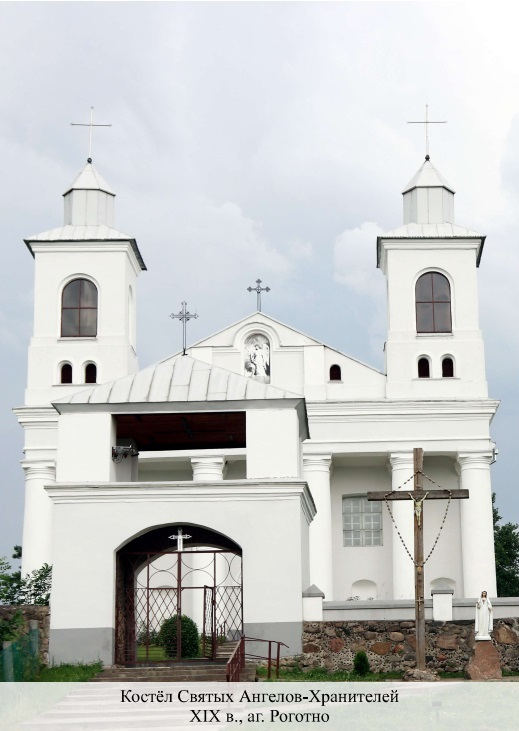 Костёл Святых Ангелов-Хранителей
XIX в., аг. Роготно